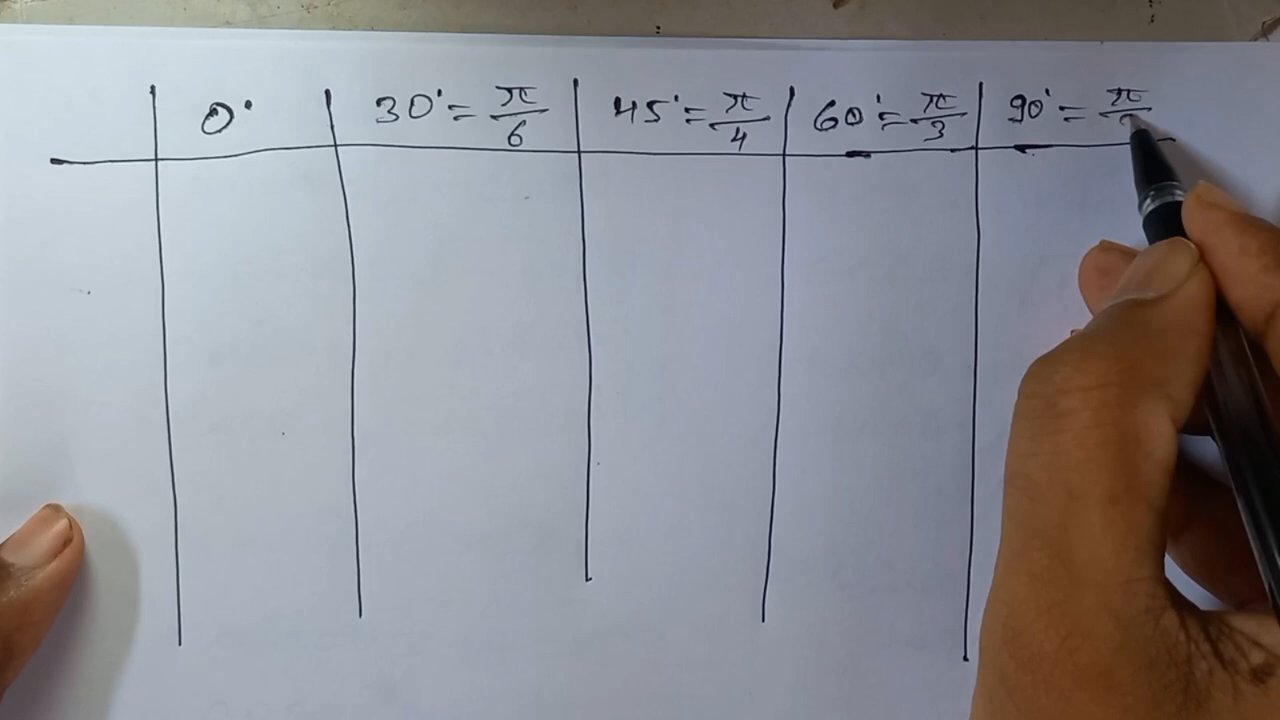 0° 30° = π/6 45° = π/4 60° = π/3 90° = π/